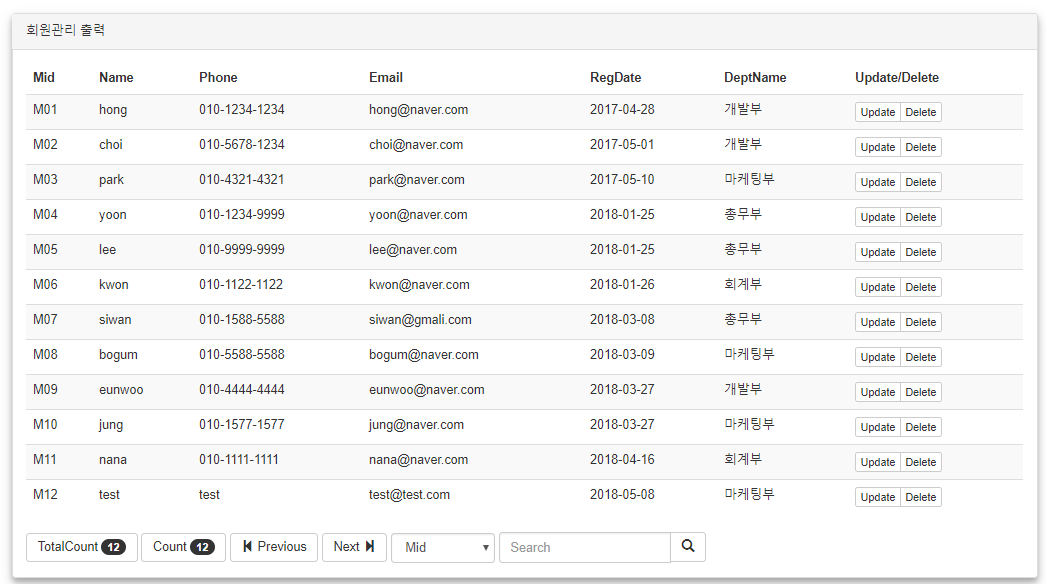 회원관리 출력
Mid Name Phone Email RegDate DeptName Update/Delete
M01 hong 010-1234-1234 hong@naver.com 2017-04-28 개발부 Update Delete
M02 choi 010-5678-1234 choi@naver.com 2017-05-01 개발부 Update Delete
M03 park 010-4321-4321 park@naver.com 2017-05-10 마케팅부 Update Delete
M04 yoon 010-1234-9999 yoon@naver.com 2018-01-25 총무부 Update Delete
M05 lee 010-9999-9999 lee@naver.com 2018-01-25 총무부 Update Delete
M06 kwon 010-1122-1122 kwon@naver.com 2018-01-26 회계부 Update Delete
M07 siwan 010-1588-5588 siwan@gmali.com 2018-03-08 총무부 Update Delete
M08 bogum 010-5588-5588 bogum@naver.com 2018-03-09 마케팅부 Update Delete
M09 eunwoo 010-4444-4444 eunwoo@naver.com 2018-03-27 개발부 Update Delete
M10 jung 010-1577-1577 jung@naver.com 2018-03-27 마케팅부 Update Delete
M11 nana 010-1111-1111 nana@naver.com 2018-04-16 회계부 Update Delete
M12 test test test@test.com 2018-05-08 마케팅부 Update Delete
TotalCount 12 Count 12 Previous Next Mid Search